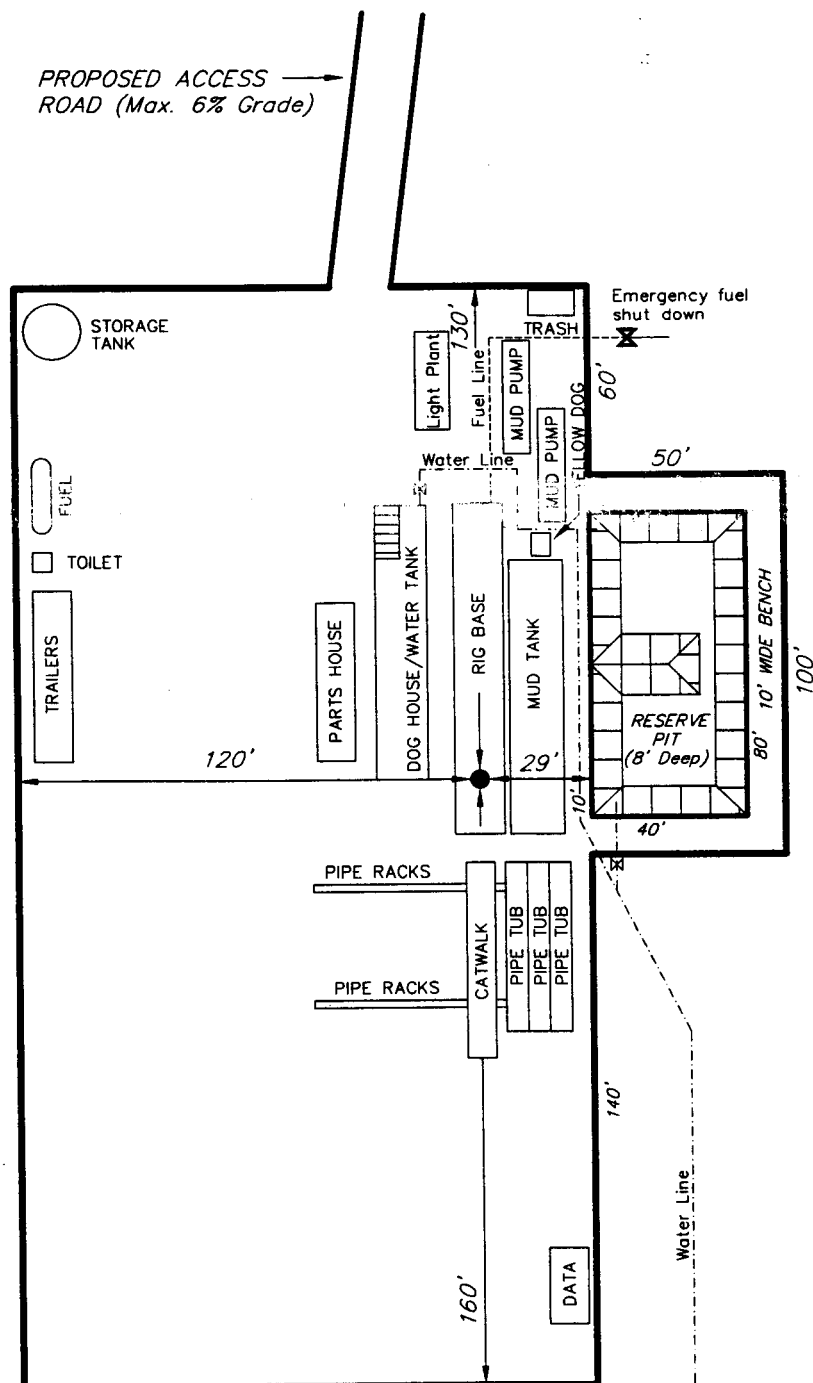 PROPOSED ACCESS
ROAD (Max. 6% Grade)
STORAGE
TANK
Light Plant
130'
Fuel Line
TRASH
MUD PUMP
Emergency fuel
shut down
60'
MUD PUMP
ELLOW DOG
50'
Water Line
FUEL
TOILET
TRAILERS
PARTS HOUSE
DOG HOUSE/WATER TANK
RIG BASE
MUD TANK
RESERVE
PIT
(8' Deep)
80'
10' WIDE BENCH
100'
120'
29'
10'
40'
PIPE RACKS
CATWALK
PIPE TUB
PIPE TUB
PIPE TUB
PIPE RACKS
140'
Water Line
160'
DATA